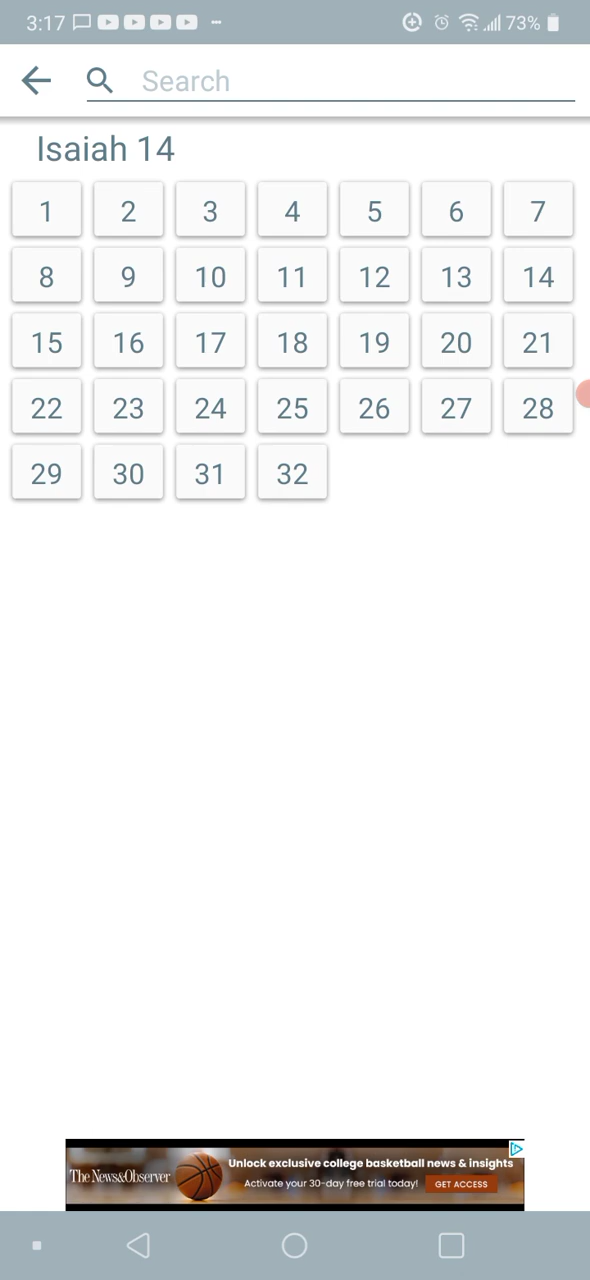 3:17 73%
Search
Isaiah 14
1 2 3 4 5 6 7
8 9 10 11 12 13 14
15 16 17 18 19 20 21
22 23 24 25 26 27 28
29 30 31 32
The News&Observer
Unlock exclusive college basketball news & insights
Activate your 30-day free trial today! GET ACCESS